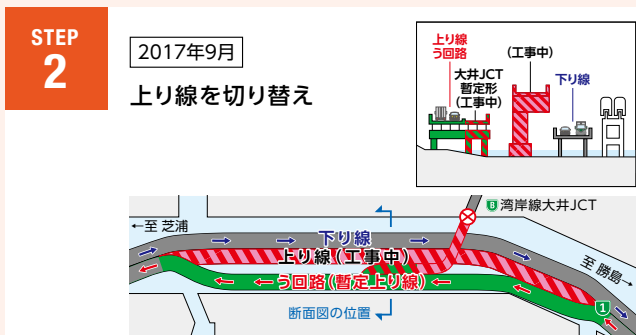 STEP
2
2017年9月
上り線を切り替え
上り線
う回路
(工事中)
大井JCT
暫定形
(工事中)
下り線
B 湾岸線大井JCT
←至 芝浦
下り線
上り線(工事中)
う回路(暫定上り線)
至 勝島→
断面図の位置
1